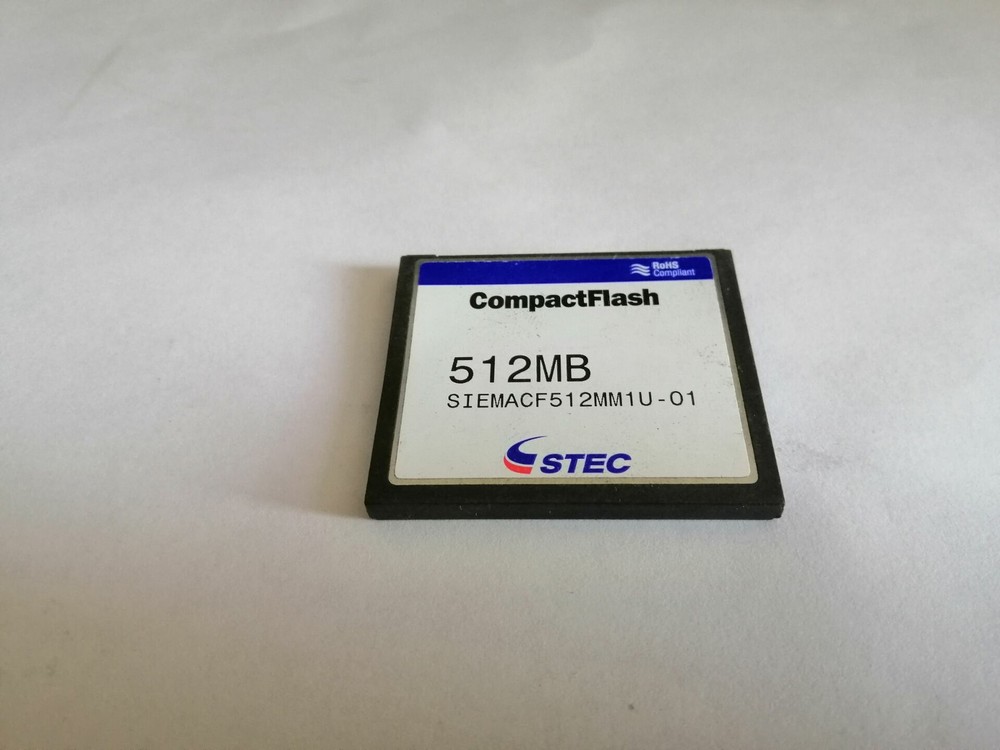 RoHS
Compliant
CompactFlash
512MB
SIEMACF512MM1U-01
STEC